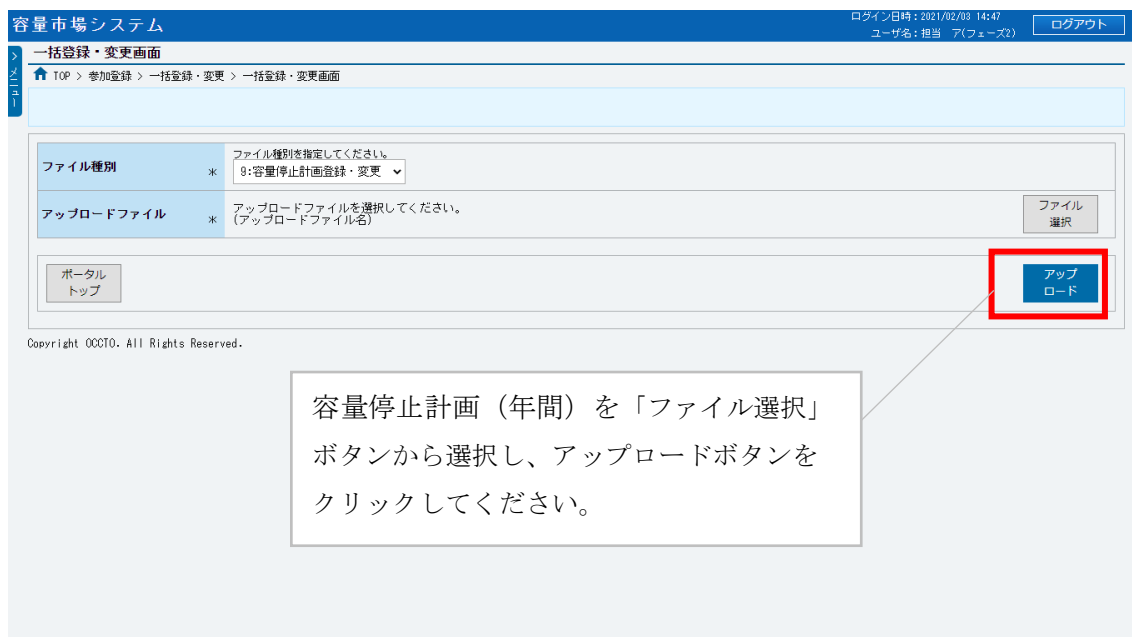 容量市場システム
ログイン日時：2021/02/03 14:47
ユーザ名：担当 ア(フェーズ2)
ログアウト
> メニュー
一括登録・変更画面
TOP > 参加登録 > 一括登録・変更 > 一括登録・変更画面
ファイル種別 *
ファイル種別を指定してください。
9:容量停止計画登録・変更
アップロードファイル *
アップロードファイルを選択してください。
(アップロードファイル名)
ファイル
選択
ポータル
トップ
アップ
ロード
Copyright OCCTO. All Rights Reserved.
容量停止計画（年間）を「ファイル選択」
ボタンから選択し、アップロードボタンを
クリックしてください。